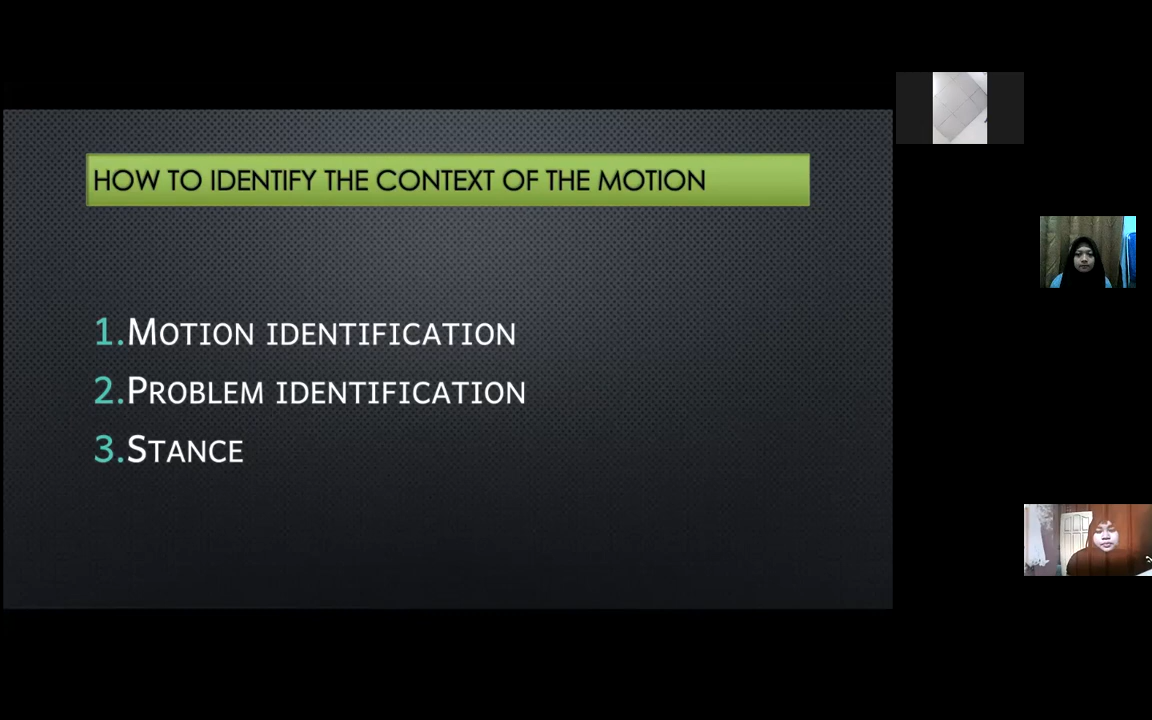 HOW TO IDENTIFY THE CONTEXT OF THE MOTION
1.MOTION IDENTIFICATION
2.PROBLEM IDENTIFICATION
3.STANCE